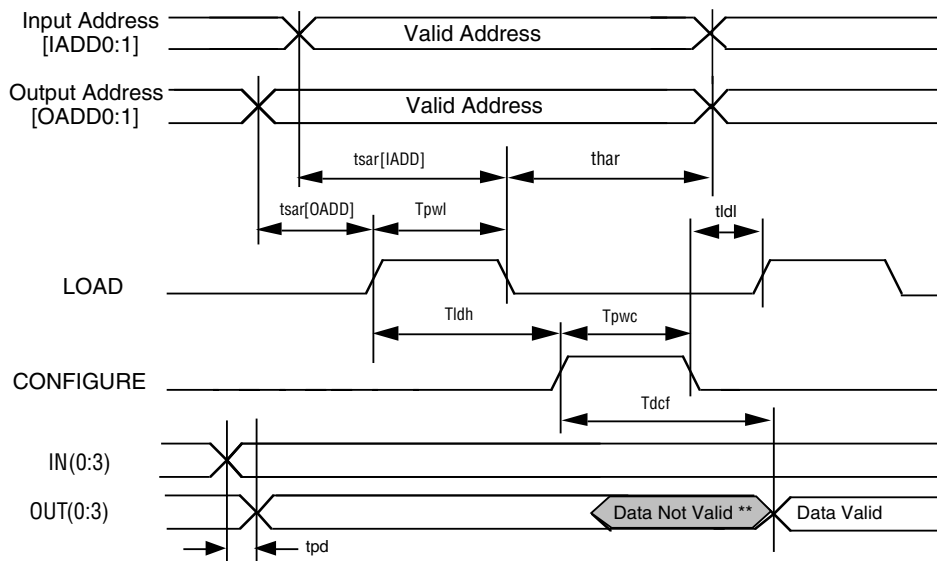 Input Address
[IADD0:1]
Valid Address
Output Address
[OADD0:1]
Valid Address
tsar[IADD]
thar
tsar[OADD]
Tpwl
tldl
LOAD
Tldh
Tpwc
CONFIGURE
Tdcf
IN(0:3)
OUT(0:3)
Data Not Valid **
Data Valid
tpd